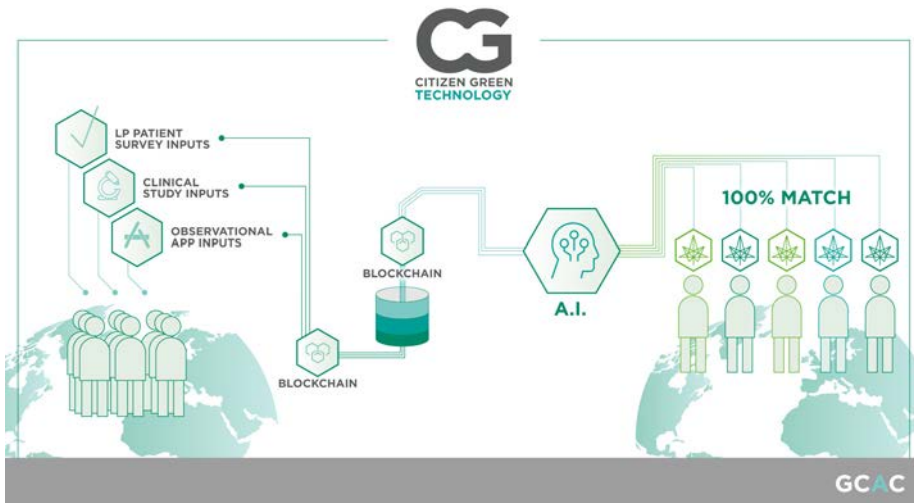 CG
CITIZEN GREEN
TECHNOLOGY
LP PATIENT
SURVEY INPUTS
CLINICAL
STUDY INPUTS
OBSERVATIONAL
APP INPUTS
BLOCKCHAIN
BLOCKCHAIN
A.I.
100% MATCH
GCAC